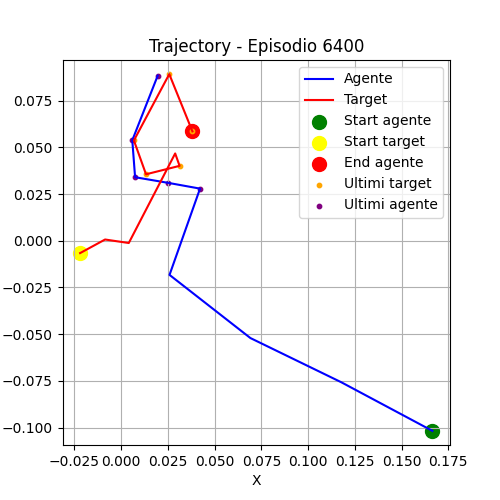 Trajectory - Episodio 6400
Agente
Target
Start agente
Start target
End agente
Ultimi target
Ultimi agente
0.075
0.050
0.025
0.000
−0.025
−0.050
−0.075
−0.100
−0.025 0.000 0.025 0.050 0.075 0.100 0.125 0.150 0.175
X